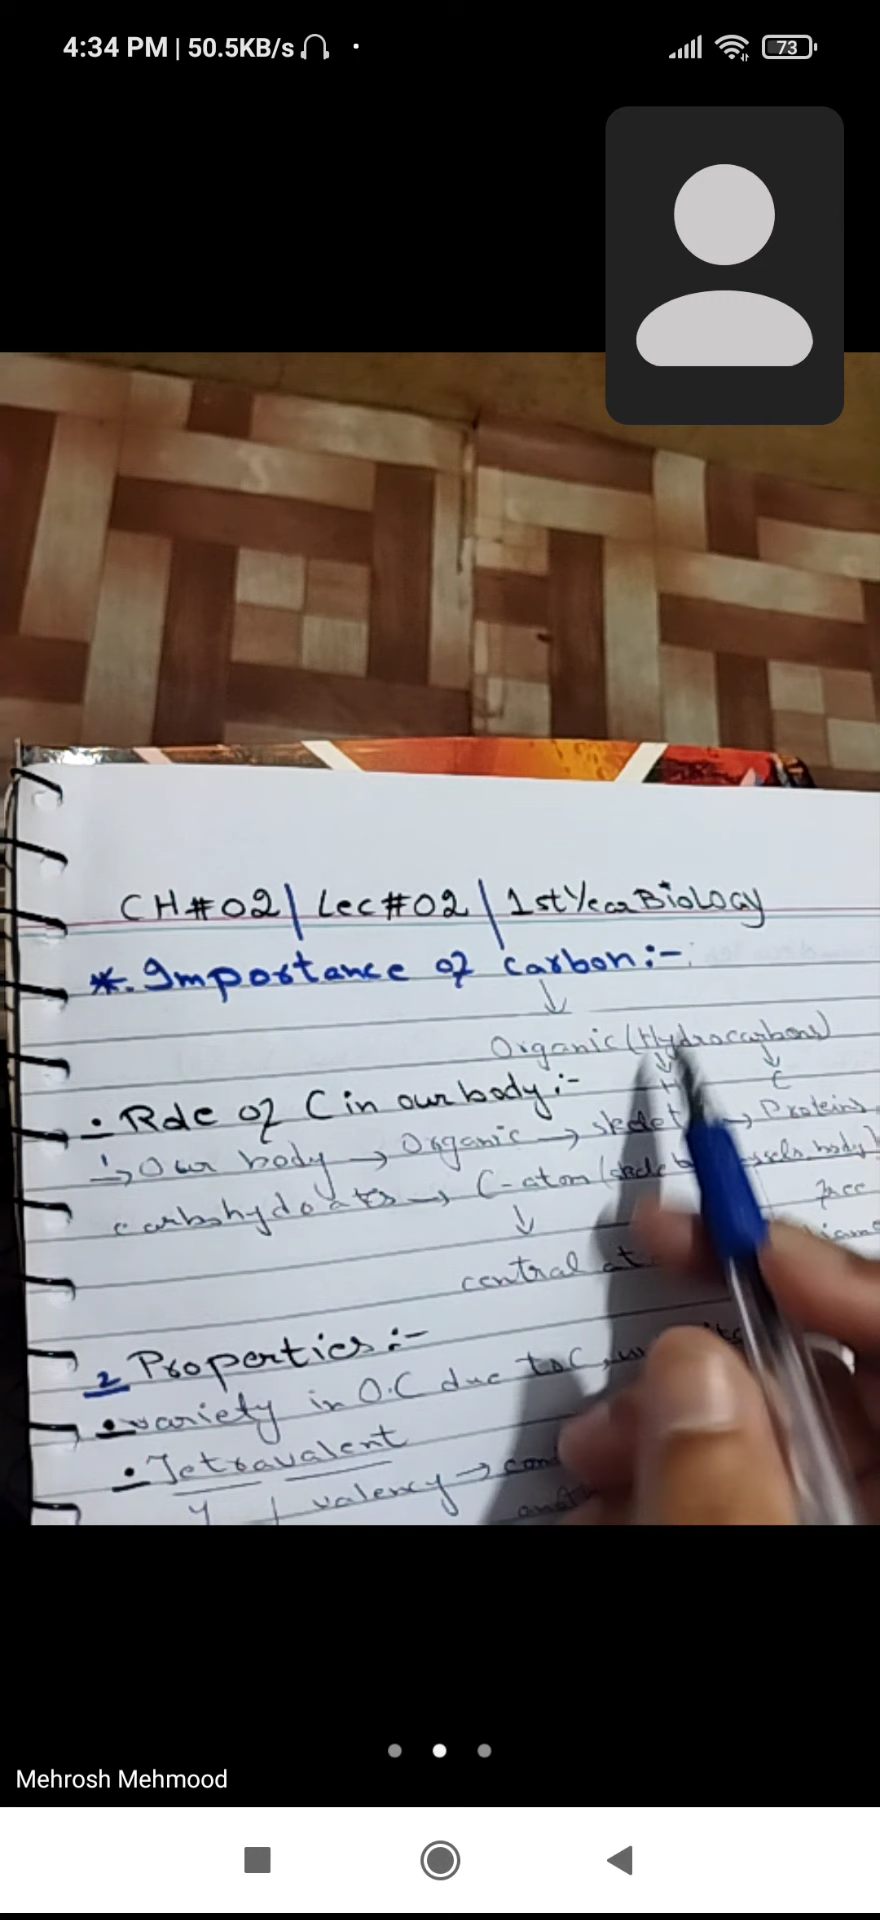 4:34 PM | 50.5KB/s
73
CH#02 | Lec#02 | 1st Year Biology
*. Importance of carbon:-
Organic (Hydrocarbons)
H C
Role of C in our body:-
Our body → Organic → → Proteins,
carbohydrates → C-atom
central
2 Properties:-
variety in O.C due to C,
Tetravalent
4 valency →
Mehrosh Mehmood